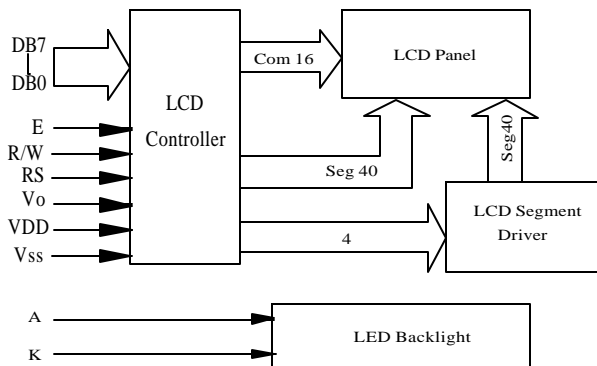 DB7
DB0
E
R/W
RS
Vo
VDD
Vss
LCD
Controller
Com 16
LCD Panel
Seg 40
Seg40
4
LCD Segment
Driver
A
K
LED Backlight